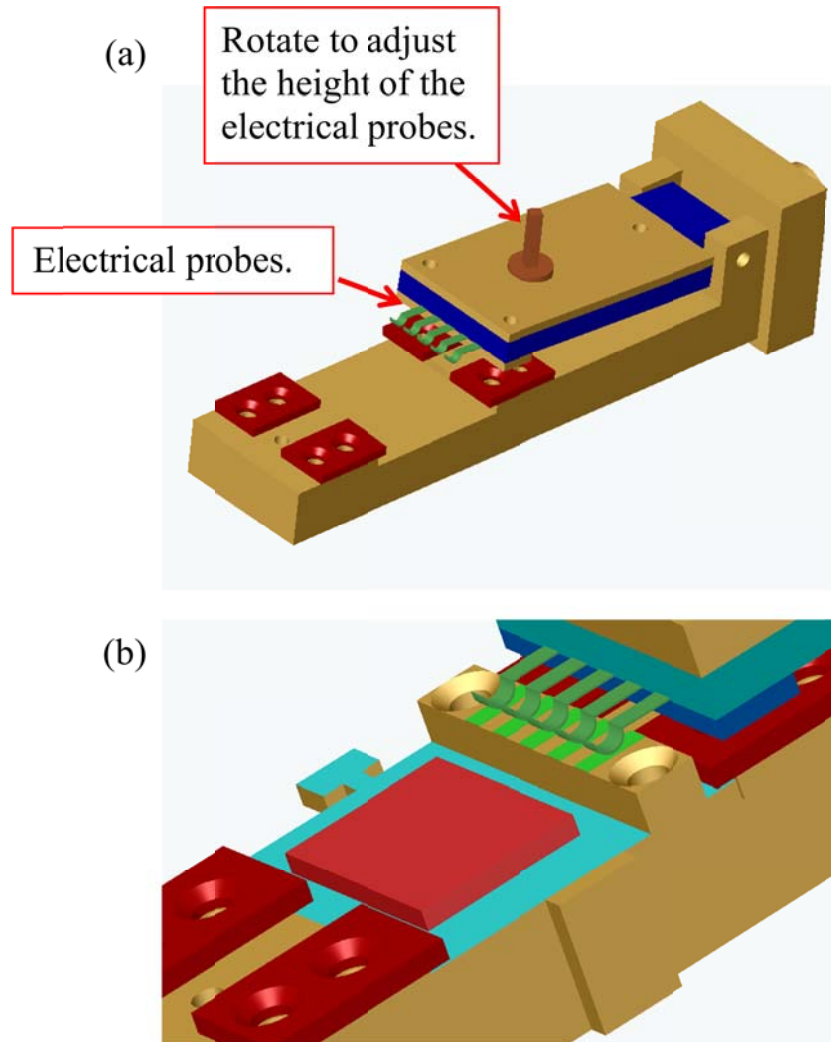 (a)
Rotate to adjust
the height of the
electrical probes.
Electrical probes.
(b)